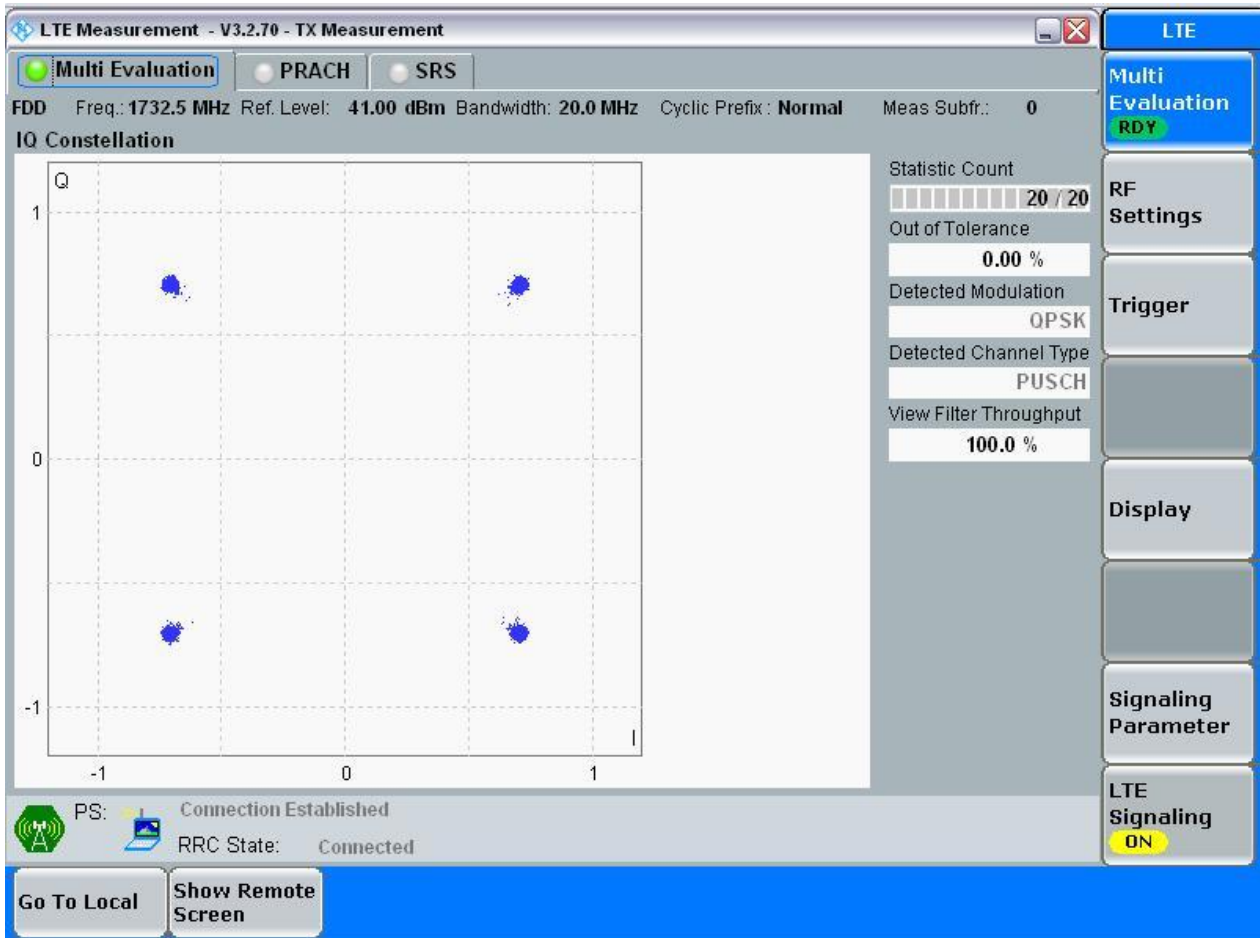 LTE Measurement - V3.2.70 - TX Measurement
LTE
Multi Evaluation PRACH SRS
FDD Freq.: 1732.5 MHz Ref. Level: 41.00 dBm Bandwidth: 20.0 MHz Cyclic Prefix : Normal Meas Subfr.: 0
IQ Constellation
Q
1
0
-1
I
-1 0 1
Statistic Count
20 / 20
Out of Tolerance
0.00 %
Detected Modulation
QPSK
Detected Channel Type
PUSCH
View Filter Throughput
100.0 %
Multi
Evaluation
RDY
RF
Settings
Trigger
Display
Signaling
Parameter
LTE
Signaling
ON
PS: Connection Established
RRC State: Connected
Go To Local
Show Remote
Screen